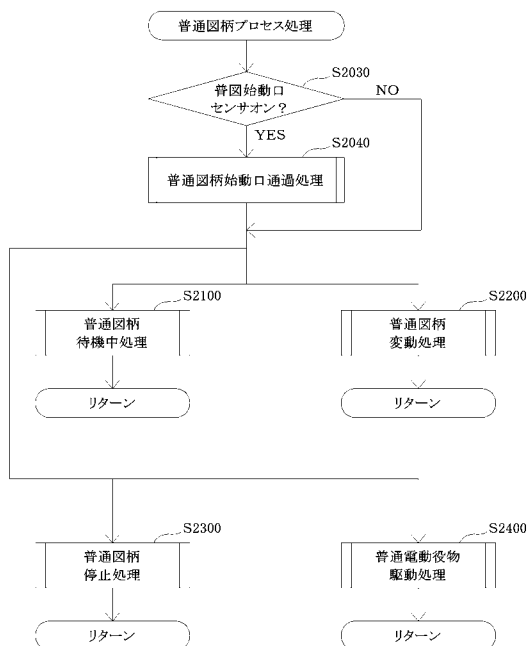 普通図柄プロセス処理
S2030
普図始動口
センサオン？
NO
YES
S2040
普通図柄始動口通過処理
S2100
普通図柄
待機中処理
S2200
普通図柄
変動処理
リターン
リターン
S2300
普通図柄
停止処理
S2400
普通電動役物
駆動処理
リターン
リターン